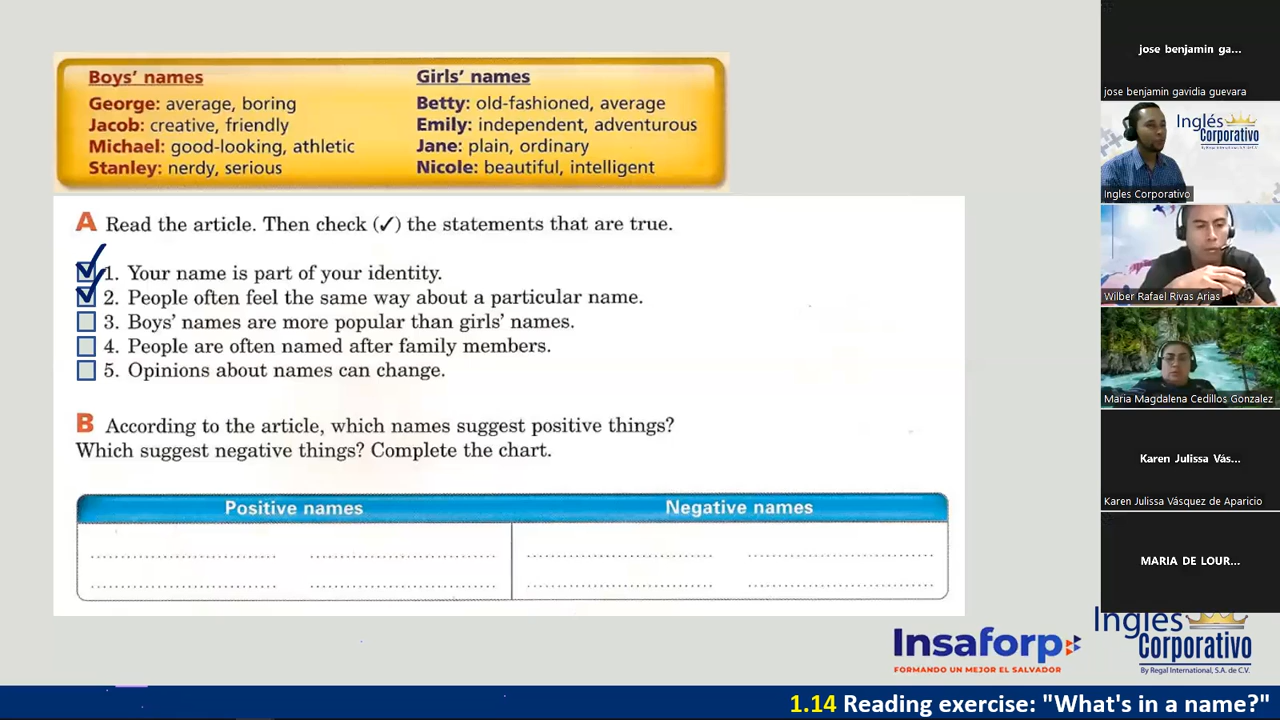 Boys' names
George: average, boring
Jacob: creative, friendly
Michael: good-looking, athletic
Stanley: nerdy, serious
Girls' names
Betty: old-fashioned, average
Emily: independent, adventurous
Jane: plain, ordinary
Nicole: beautiful, intelligent
A Read the article. Then check (✓) the statements that are true.
1. Your name is part of your identity.
2. People often feel the same way about a particular name.
3. Boys' names are more popular than girls' names.
4. People are often named after family members.
5. Opinions about names can change.
B According to the article, which names suggest positive things?
Which suggest negative things? Complete the chart.
Positive names
Negative names
Insaforp
FORMANDO UN MEJOR EL SALVADOR
Inglés
Corporativo
By Regal International, S.A. de C.V.
1.14 Reading exercise: "What's in a name?"
jose benjamin ga...
jose benjamin gavidia guevara
Inglés
Corporativo
By Regal International, S.A. de C.V.
Ingles Corporativo
Wilber Rafael Rivas Arias
Maria Magdalena Cedillos Gonzalez
Karen Julissa Vás...
Karen Julissa Vásquez de Aparicio
MARIA DE LOUR...